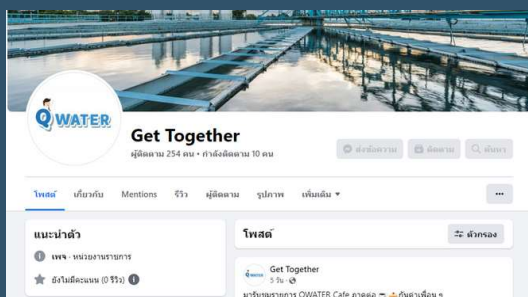 QWATER
Get Together
ผู้ติดตาม 254 คน • กำลังติดตาม 10 คน
ส่งข้อความ ติดตาม ค้นหา
โพสต์ เกี่ยวกับ Mentions รีวิว ผู้ติดตาม รูปภาพ เพิ่มเติม
แนะนำตัว
เพจ · หน่วยงานราชการ
ยังไม่มีคะแนน (0 รีวิว)
โพสต์
ตัวกรอง
QWATER
Get Together
5 วัน
มารับชมรายการ QWATER Cafe ภาคต่อ กันต่าเพื่อน ๆ